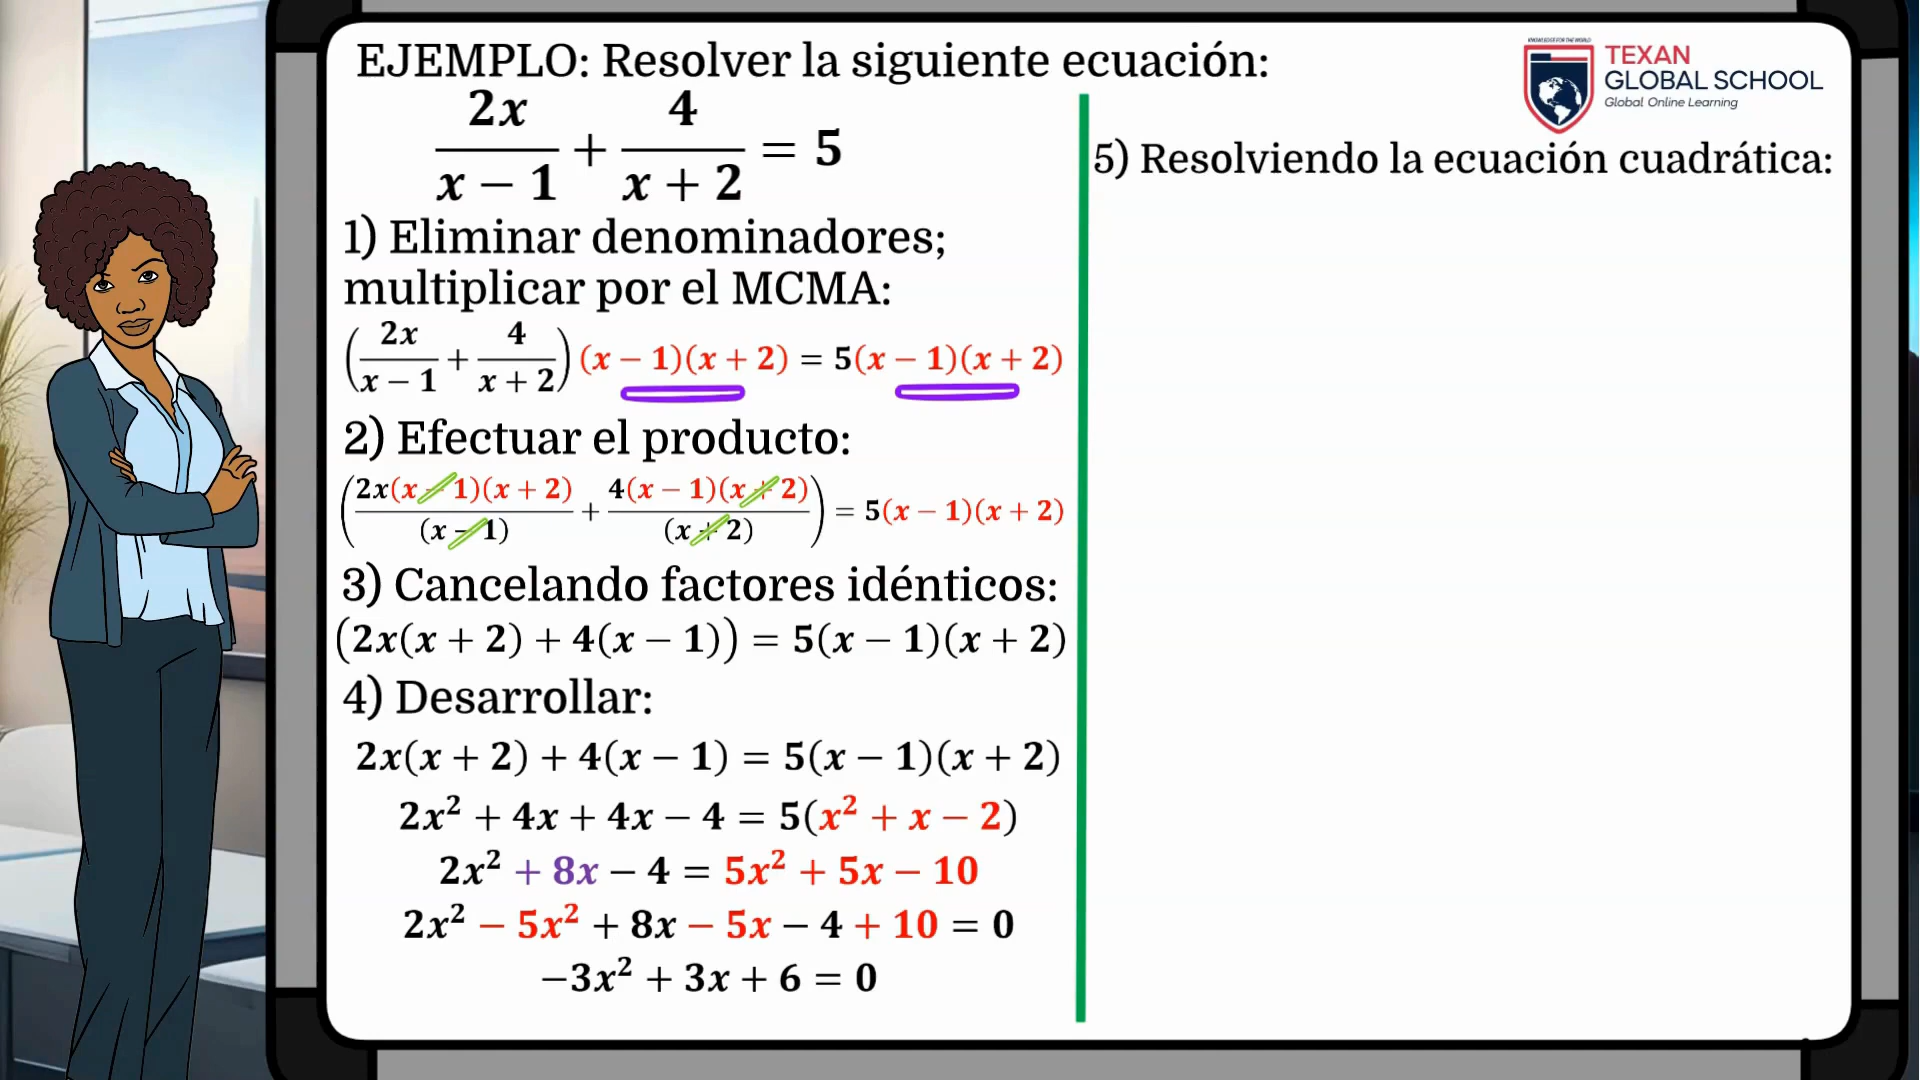 EJEMPLO: Resolver la siguiente ecuación:
2x/(x − 1) + 4/(x + 2) = 5
1) Eliminar denominadores;
multiplicar por el MCMA:
(2x/(x − 1) + 4/(x + 2)) (x − 1)(x + 2) = 5(x − 1)(x + 2)
2) Efectuar el producto:
(2x(x − 1)(x + 2)/(x − 1) + 4(x − 1)(x + 2)/(x + 2)) = 5(x − 1)(x + 2)
3) Cancelando factores idénticos:
(2x(x + 2) + 4(x − 1)) = 5(x − 1)(x + 2)
4) Desarrollar:
2x(x + 2) + 4(x − 1) = 5(x − 1)(x + 2)
2x² + 4x + 4x − 4 = 5(x² + x − 2)
2x² + 8x − 4 = 5x² + 5x − 10
2x² − 5x² + 8x − 5x − 4 + 10 = 0
−3x² + 3x + 6 = 0
KNOWLEDGE FOR THE WORLD
TEXAN
GLOBAL SCHOOL
Global Online Learning
5) Resolviendo la ecuación cuadrática: